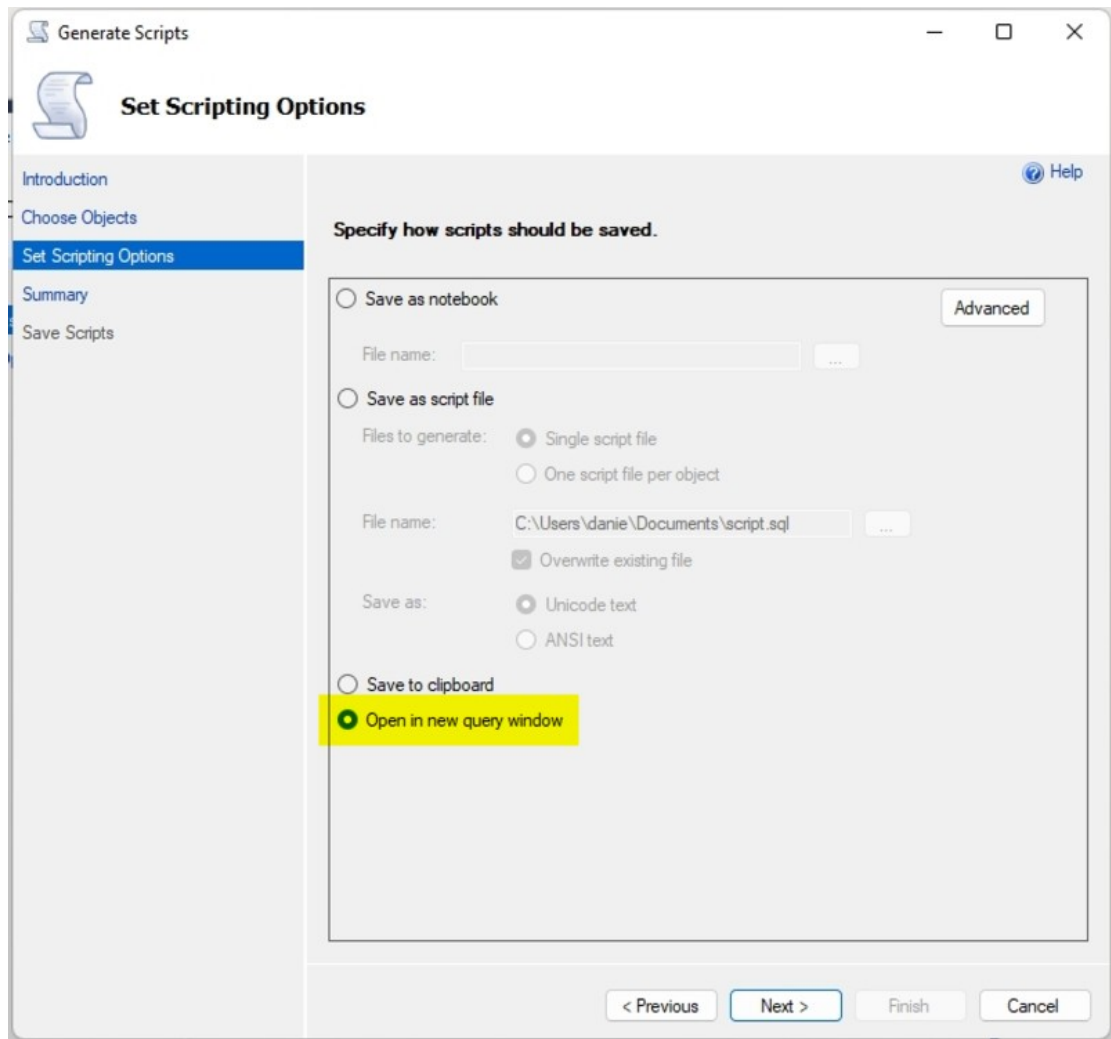 Generate Scripts
Set Scripting Options
Introduction
Choose Objects
Set Scripting Options
Summary
Save Scripts
Help
Specify how scripts should be saved.
Save as notebook
Advanced
File name:
...
Save as script file
Files to generate:
Single script file
One script file per object
File name:
C:\Users\danie\Documents\script.sql
...
Overwrite existing file
Save as:
Unicode text
ANSI text
Save to clipboard
Open in new query window
< Previous
Next >
Finish
Cancel